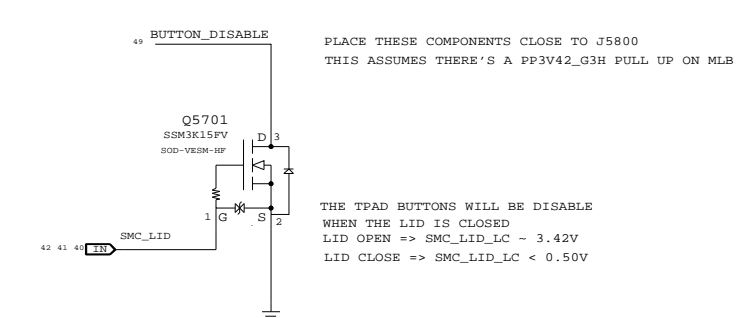 49 BUTTON_DISABLE
PLACE THESE COMPONENTS CLOSE TO J5800
THIS ASSUMES THERE'S A PP3V42_G3H PULL UP ON MLB
Q5701
SSM3K15FV
SOD-VESM-HF
D 3
1 G S 2
SMC_LID
42 41 40 IN
THE TPAD BUTTONS WILL BE DISABLE
WHEN THE LID IS CLOSED
LID OPEN => SMC_LID_LC ~ 3.42V
LID CLOSE => SMC_LID_LC < 0.50V